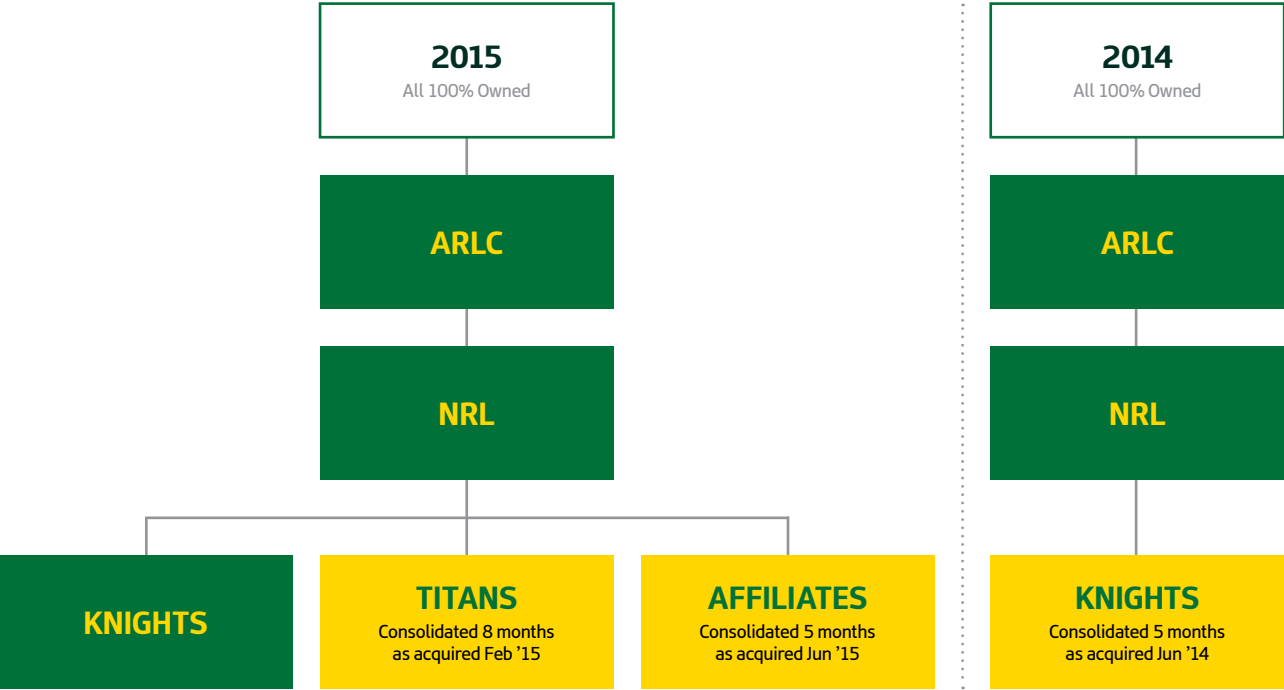 2015
All 100% Owned
ARLC
NRL
KNIGHTS
TITANS
Consolidated 8 months
as acquired Feb ’15
AFFILIATES
Consolidated 5 months
as acquired Jun ’15
2014
All 100% Owned
ARLC
NRL
KNIGHTS
Consolidated 5 months
as acquired Jun ’14